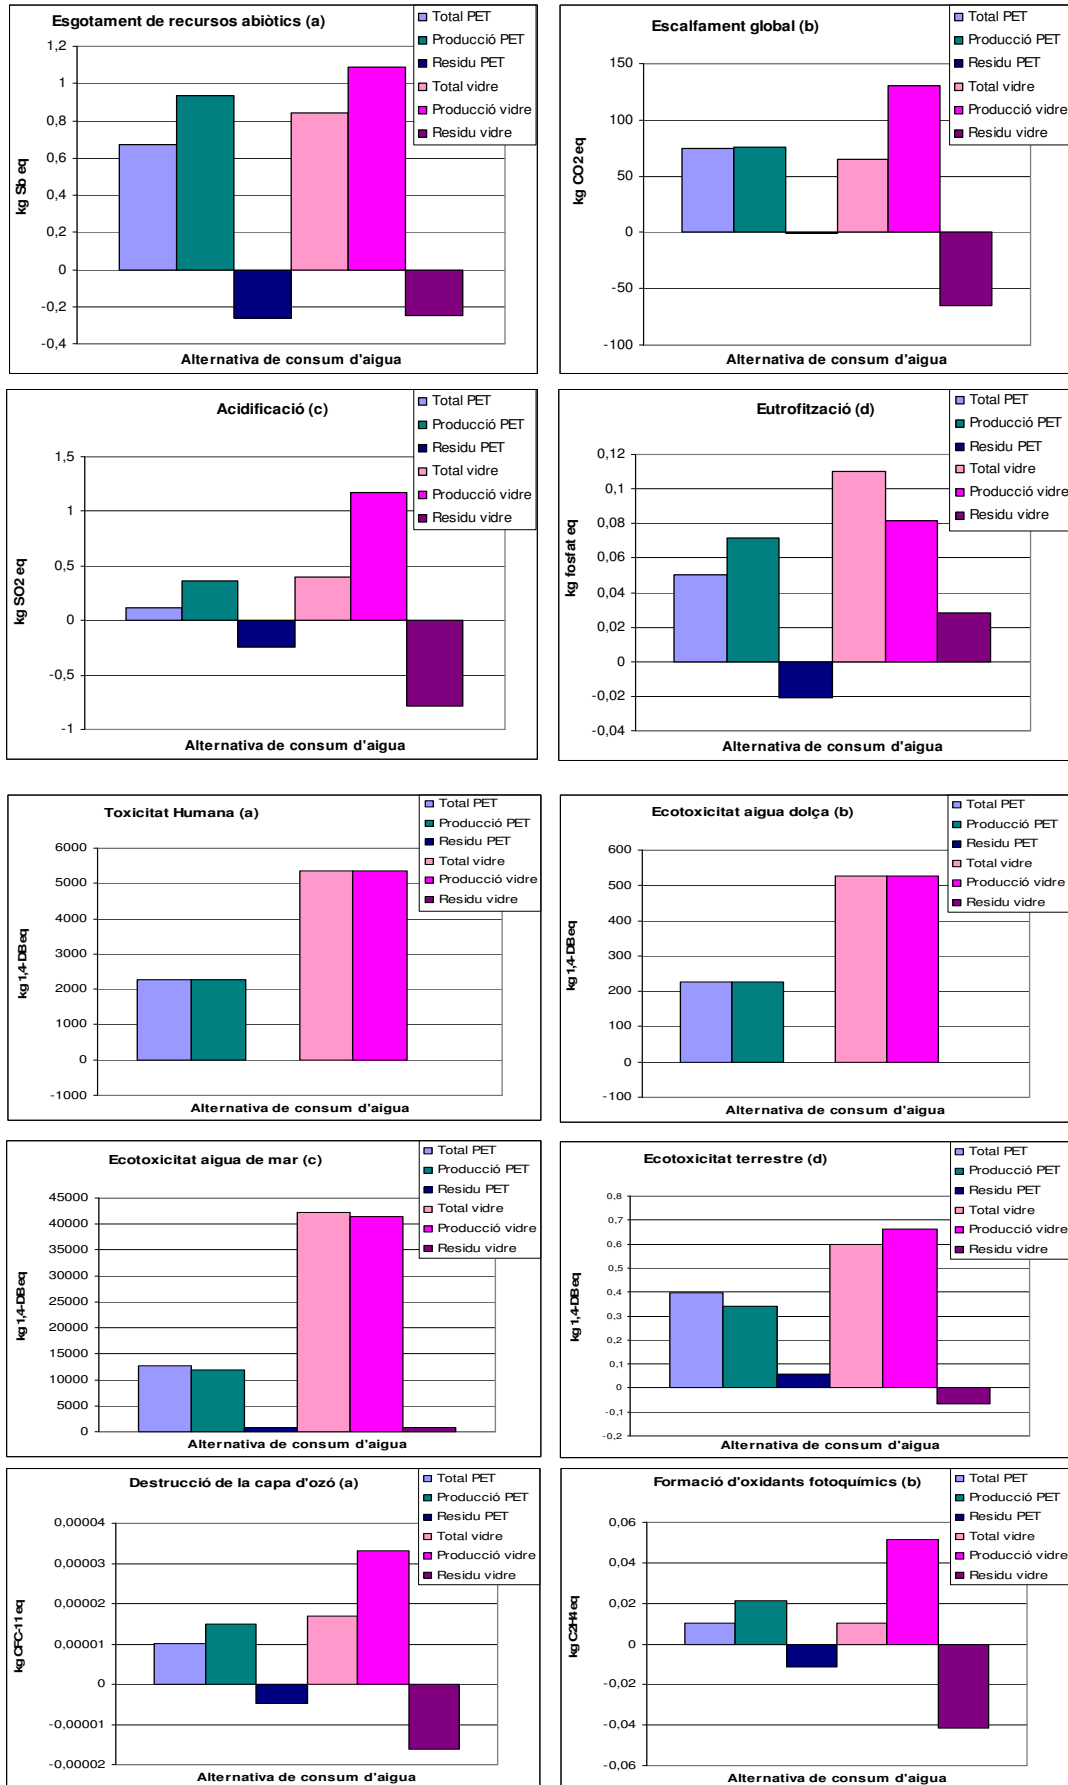 Esgotament de recursos abiòtics (a)
Total PET
Producció PET
Residu PET
Total vidre
Producció vidre
Residu vidre
kg Sb eq
1,2
1
0,8
0,6
0,4
0,2
0
-0,2
-0,4
Alternativa de consum d'aigua
Escalfament global (b)
Total PET
Producció PET
Residu PET
Total vidre
Producció vidre
Residu vidre
kg CO2 eq
150
100
50
0
-50
-100
Alternativa de consum d'aigua
Acidificació (c)
Total PET
Producció PET
Residu PET
Total vidre
Producció vidre
Residu vidre
kg SO2 eq
1,5
1
0,5
0
-0,5
-1
Alternativa de consum d'aigua
Eutrofització (d)
Total PET
Producció PET
Residu PET
Total vidre
Producció vidre
Residu vidre
kg fosfat eq
0,12
0,1
0,08
0,06
0,04
0,02
0
-0,02
-0,04
Alternativa de consum d'aigua
Toxicitat Humana (a)
Total PET
Producció PET
Residu PET
Total vidre
Producció vidre
Residu vidre
kg 1,4-DBeq
6000
5000
4000
3000
2000
1000
0
-1000
Alternativa de consum d'aigua
Ecotoxicitat aigua dolça (b)
Total PET
Producció PET
Residu PET
Total vidre
Producció vidre
Residu vidre
kg 1,4-DBeq
600
500
400
300
200
100
0
-100
Alternativa de consum d'aigua
Ecotoxicitat aigua de mar (c)
Total PET
Producció PET
Residu PET
Total vidre
Producció vidre
Residu vidre
kg 1,4-DBeq
45000
40000
35000
30000
25000
20000
15000
10000
5000
0
Alternativa de consum d'aigua
Ecotoxicitat terrestre (d)
Total PET
Producció PET
Residu PET
Total vidre
Producció vidre
Residu vidre
kg 1,4-DBeq
0,8
0,7
0,6
0,5
0,4
0,3
0,2
0,1
0
-0,1
-0,2
Alternativa de consum d'aigua
Destrucció de la capa d'ozó (a)
Total PET
Producció PET
Residu PET
Total vidre
Producció vidre
Residu vidre
kg CFC-11 eq
0,00004
0,00003
0,00002
0,00001
0
-0,00001
-0,00002
Alternativa de consum d'aigua
Formació d'oxidants fotoquímics (b)
Total PET
Producció PET
Residu PET
Total vidre
Producció vidre
Residu vidre
kg C2H4 eq
0,06
0,04
0,02
0
-0,02
-0,04
-0,06
Alternativa de consum d'aigua